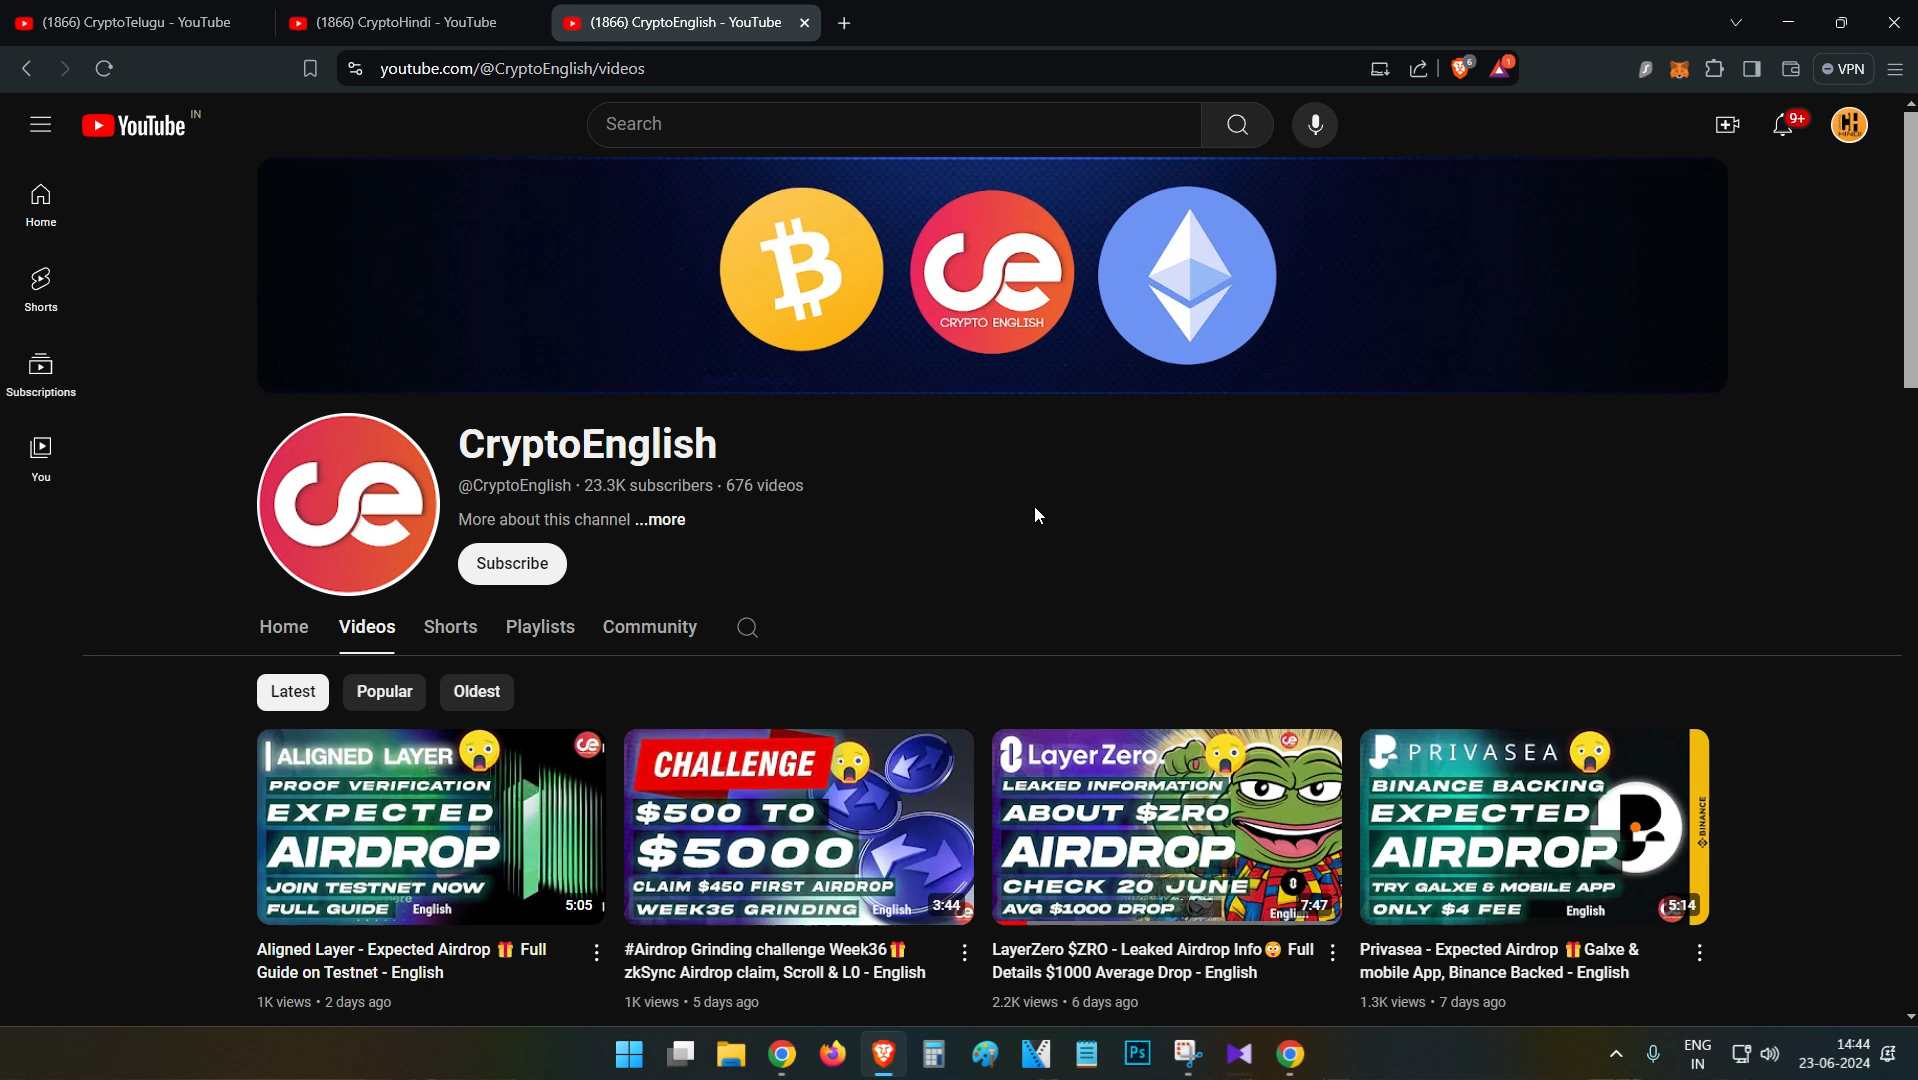 (1866) CryptoTelugu - YouTube
(1866) CryptoHindi - YouTube
(1866) CryptoEnglish - YouTube
youtube.com/@CryptoEnglish/videos
6
1
VPN
YouTube IN
Search
9+
CH
HINDI
Home
Shorts
Subscriptions
You
CRYPTO ENGLISH
CryptoEnglish
@CryptoEnglish · 23.3K subscribers · 676 videos
More about this channel ...more
Subscribe
Home Videos Shorts Playlists Community
Latest Popular Oldest
ALIGNED LAYER
PROOF VERIFICATION
EXPECTED
AIRDROP
JOIN TESTNET NOW
FULL GUIDE English
5:05
CHALLENGE
$500 TO
$5000
CLAIM $450 FIRST AIRDROP
WEEK36 GRINDING English
3:44
LayerZero
LEAKED INFORMATION
ABOUT $ZRO
AIRDROP
CHECK 20 JUNE
AVG $1000 DROP
7:47
PRIVASEA
BINANCE BACKING
EXPECTED
AIRDROP
TRY GALXE & MOBILE APP
ONLY $4 FEE English
5:14
BINANCE
Aligned Layer - Expected Airdrop 🎁 Full
Guide on Testnet - English
1K views · 2 days ago
#Airdrop Grinding challenge Week36🎁
zkSync Airdrop claim, Scroll & L0 - English
1K views · 5 days ago
LayerZero $ZRO - Leaked Airdrop Info😳 Full
Details $1000 Average Drop - English
2.2K views · 6 days ago
Privasea - Expected Airdrop 🎁Galxe &
mobile App, Binance Backed - English
1.3K views · 7 days ago
Ps
ENG
IN
14:44
23-06-2024